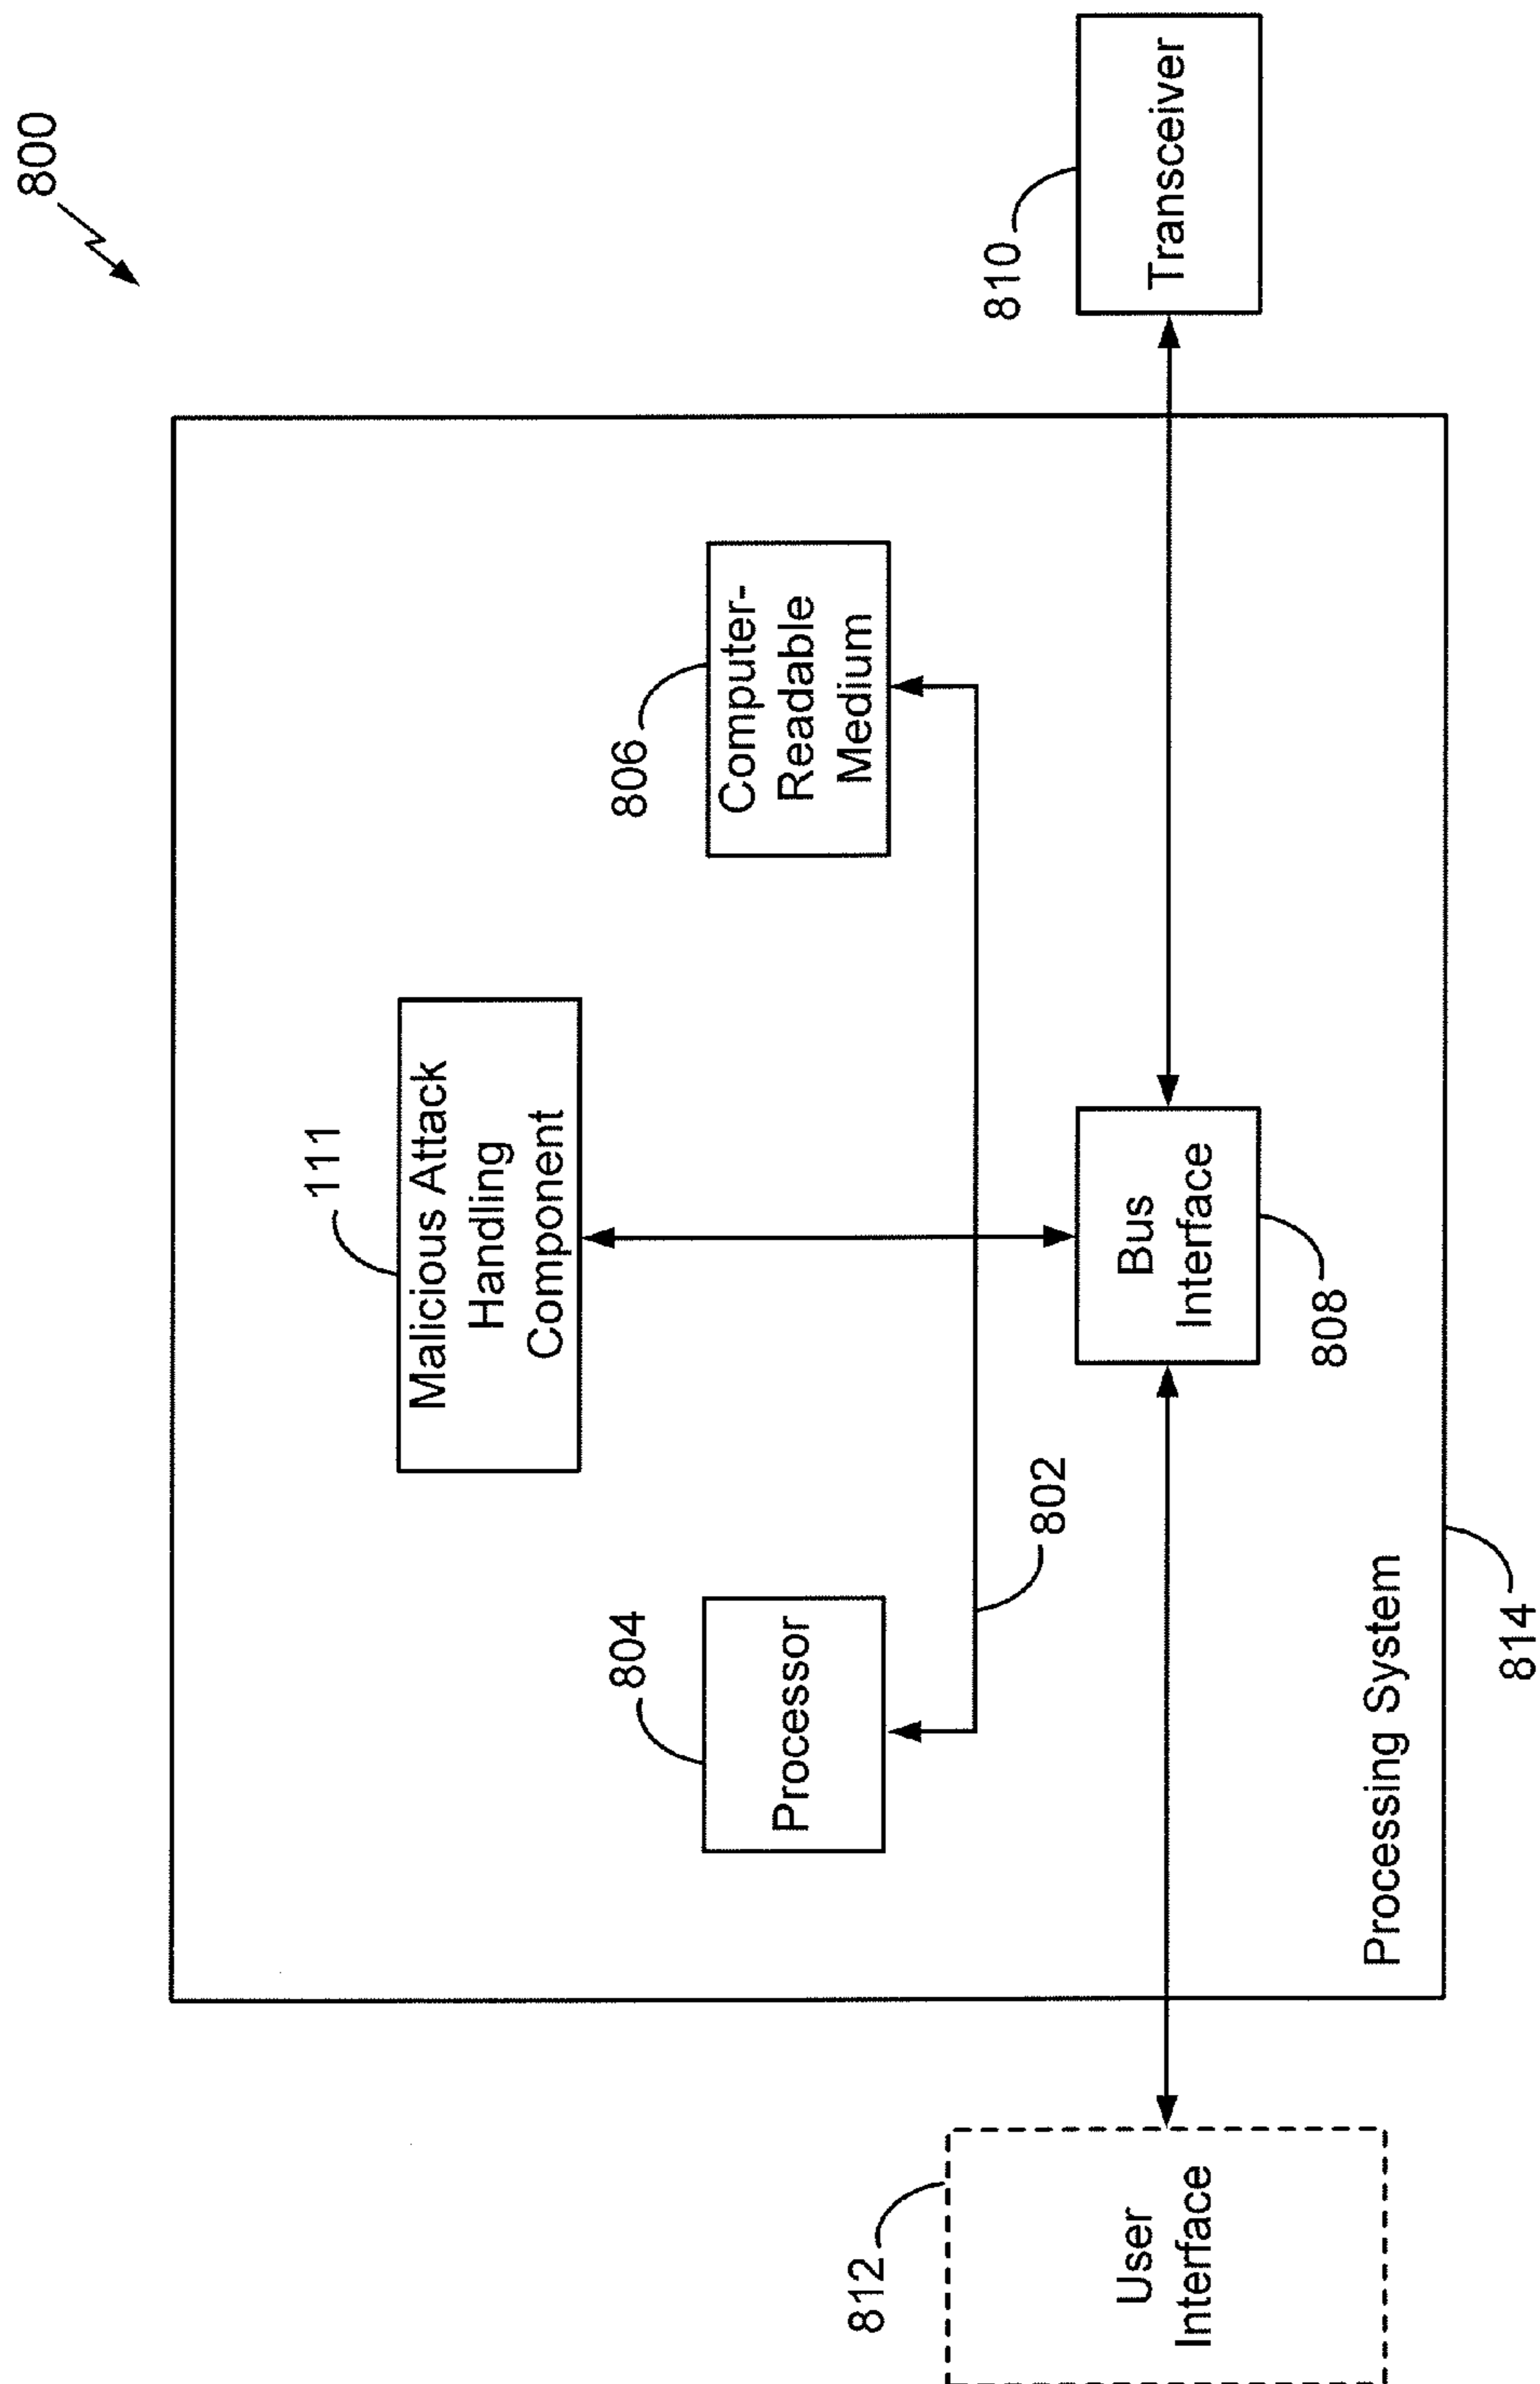 800
111
Malicious Attack
Handling
Component
804
Processor
806
Computer-
Readable
Medium
802
812
User
Interface
Bus
Interface
808
810
Transceiver
Processing System
814